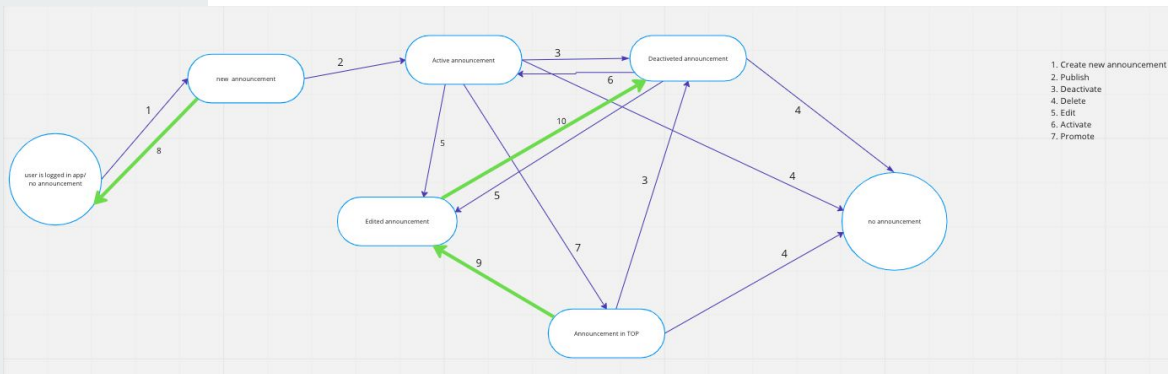 3
2
Active announcement
Deactiveted announcement
6
new announcement
1. Create new announcement
2. Publish
3. Deactivate
4. Delete
5. Edit
6. Activate
7. Promote
1
4
10
5
8
user is logged in app/
no announcement
3
4
5
Edited announcement
no announcement
7
4
9
Announcement in TOP